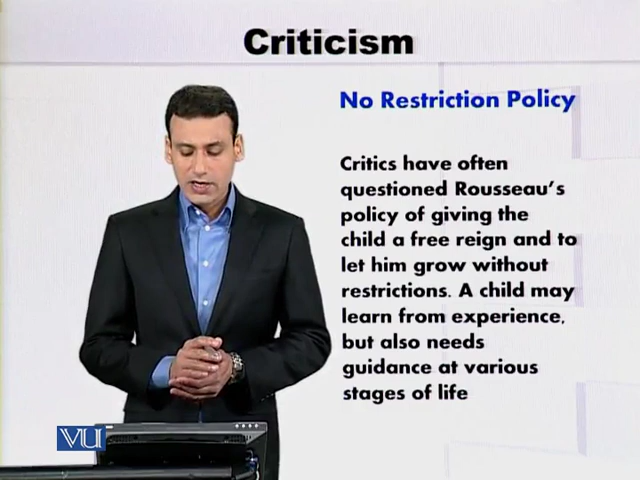 Criticism
No Restriction Policy
Critics have often
questioned Rousseau's
policy of giving the
child a free reign and to
let him grow without
restrictions. A child may
learn from experience,
but also needs
guidance at various
stages of life
VU